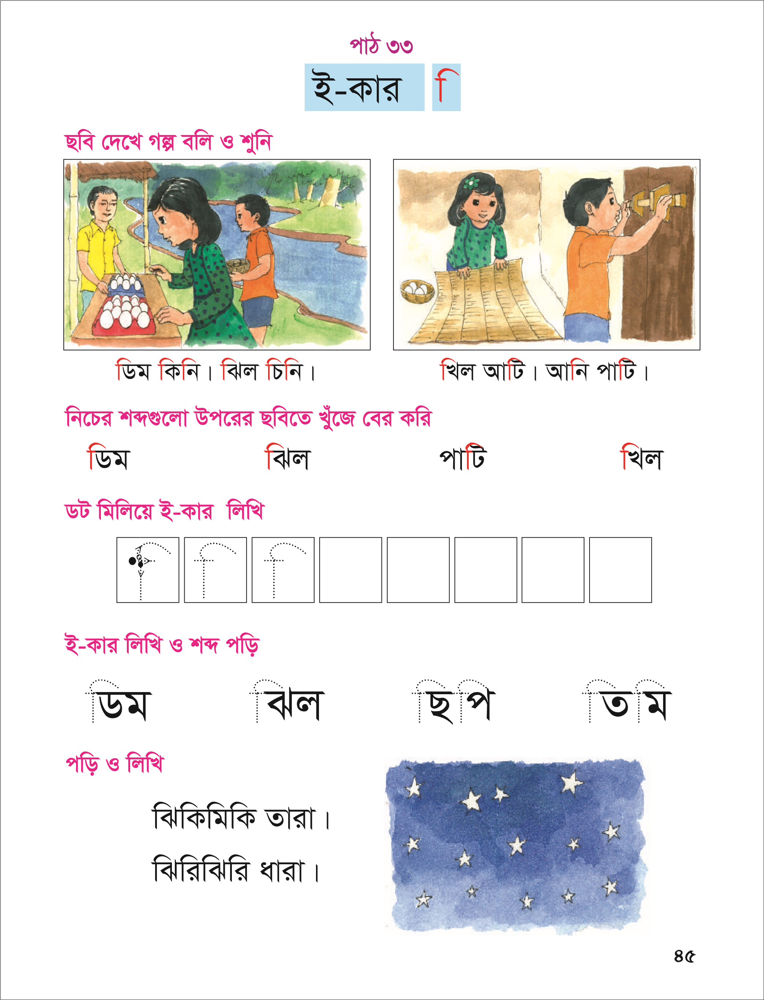 পাঠ ৩৩
ই-কার ি
ছবি দেখে গল্প বলি ও শুনি
ডিম কিনি। ঝিল চিনি।
খিল আটি। আনি পাটি।
নিচের শব্দগুলো উপরের ছবিতে খুঁজে বের করি
ডিম ঝিল পাটি খিল
ডট মিলিয়ে ই-কার লিখি
ি ি ি
ই-কার লিখি ও শব্দ পড়ি
ডিম ঝিল ছিপি তিমি
পড়ি ও লিখি
ঝিকিমিকি তারা।
ঝিরিঝিরি ধারা।
৪৫